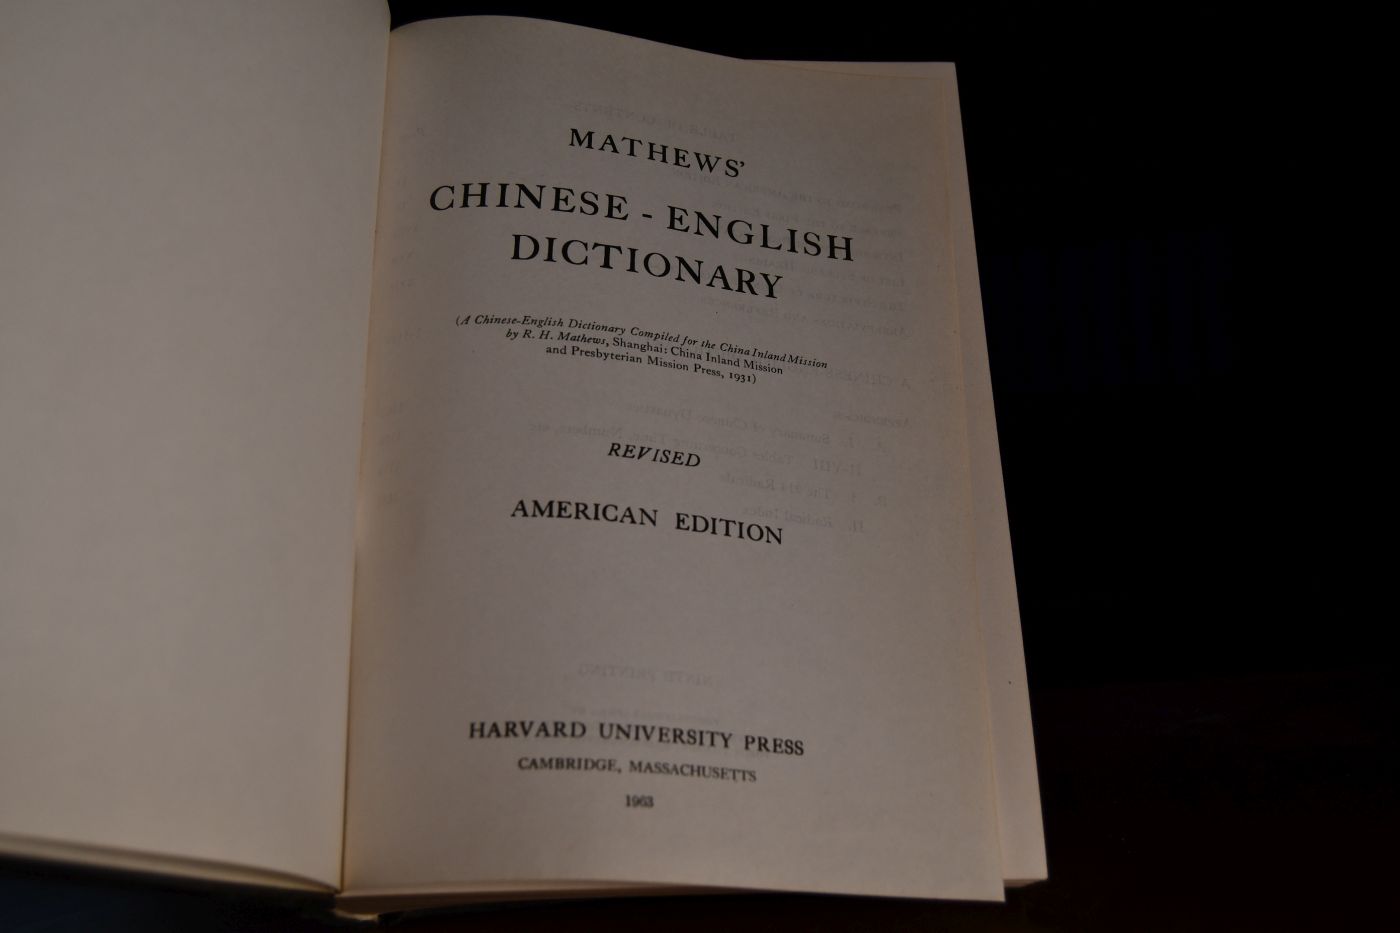 MATHEWS'
CHINESE - ENGLISH
DICTIONARY
(A Chinese-English Dictionary Compiled for the China Inland Mission
by R. H. Mathews, Shanghai: China Inland Mission
and Presbyterian Mission Press, 1931)
REVISED
AMERICAN EDITION
HARVARD UNIVERSITY PRESS
CAMBRIDGE, MASSACHUSETTS
1963